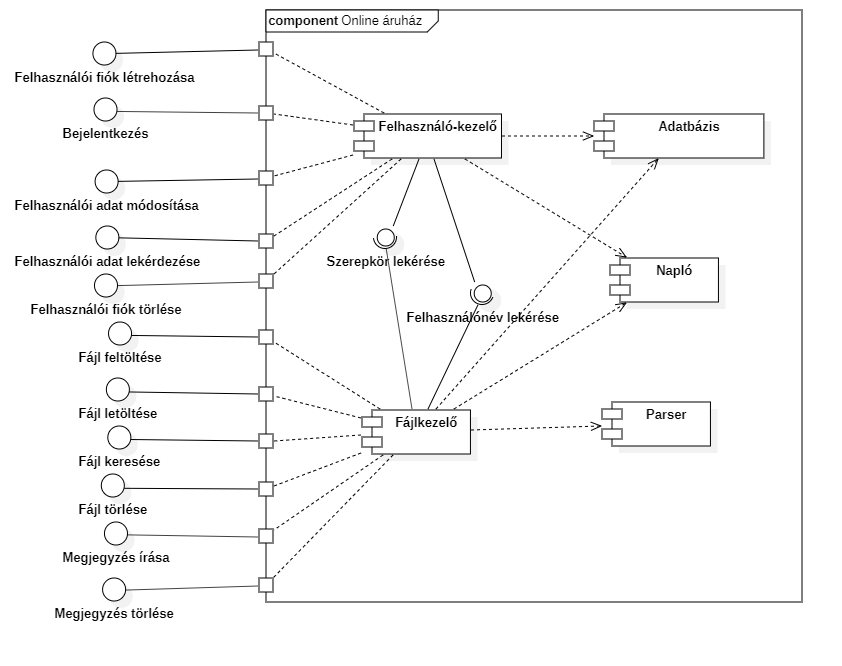 component Online áruház
Felhasználói fiók létrehozása
Bejelentkezés
Felhasználó-kezelő
Adatbázis
Felhasználói adat módosítása
Felhasználói adat lekérdezése
Szerepkör lekérése
Napló
Felhasználói fiók törlése
Felhasználónév lekérése
Fájl feltöltése
Fájl letöltése
Fájlkezelő
Parser
Fájl keresése
Fájl törlése
Megjegyzés írása
Megjegyzés törlése